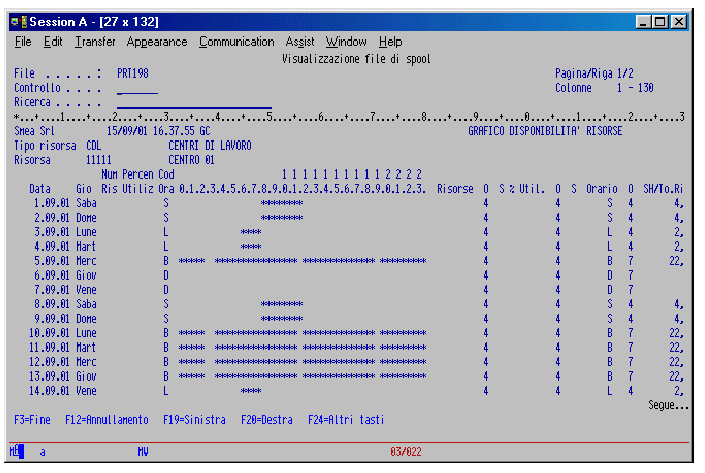 Session A - [27 x 132]
File Edit Transfer Appearance Communication Assist Window Help
Visualizzazione file di spool
File . . . . . : PRT198 Pagina/Riga 1/2
Controllo . . . . Colonne 1 - 130
Ricerca . . . . .
*...+....1....+....2....+....3....+....4....+....5....+....6....+....7....+....8....+....9....+....0....+....1....+....2....+....3
Smea Srl 15/09/01 16.37.55 GC GRAFICO DISPONIBILITA' RISORSE
Tipo risorsa CDL CENTRI DI LAVORO
Risorsa 11111 CENTRO 01
Num Percen Cod 1 1 1 1 1 1 1 1 1 1 2 2 2 2
Data Gio Ris Utiliz Ora 0.1.2.3.4.5.6.7.8.9.0.1.2.3.4.5.6.7.8.9.0.1.2.3. Risorse O S % Util. O S Orario O SH/To.Ri
1.09.01 Saba S ********** 4 4 S 4 4,
2.09.01 Dome S ********** 4 4 S 4 4,
3.09.01 Lune L ***** 4 4 L 4 2,
4.09.01 Mart L ***** 4 4 L 4 2,
5.09.01 Merc B ****** ****************** ***************** *********** 4 4 B 7 22,
6.09.01 Giov D 4 4 D 7
7.09.01 Vene D 4 4 D 7
8.09.01 Saba S ********** 4 4 S 4 4,
9.09.01 Dome S ********** 4 4 S 4 4,
10.09.01 Lune B ****** ****************** ***************** *********** 4 4 B 7 22,
11.09.01 Mart B ****** ****************** ***************** *********** 4 4 B 7 22,
12.09.01 Merc B ****** ****************** ***************** *********** 4 4 B 7 22,
13.09.01 Giov B ****** ****************** ***************** *********** 4 4 B 7 22,
14.09.01 Vene L ***** 4 4 L 4 2,
Segue...
F3=Fine F12=Annullamento F19=Sinistra F20=Destra F24=Altri tasti
a MW 03/022